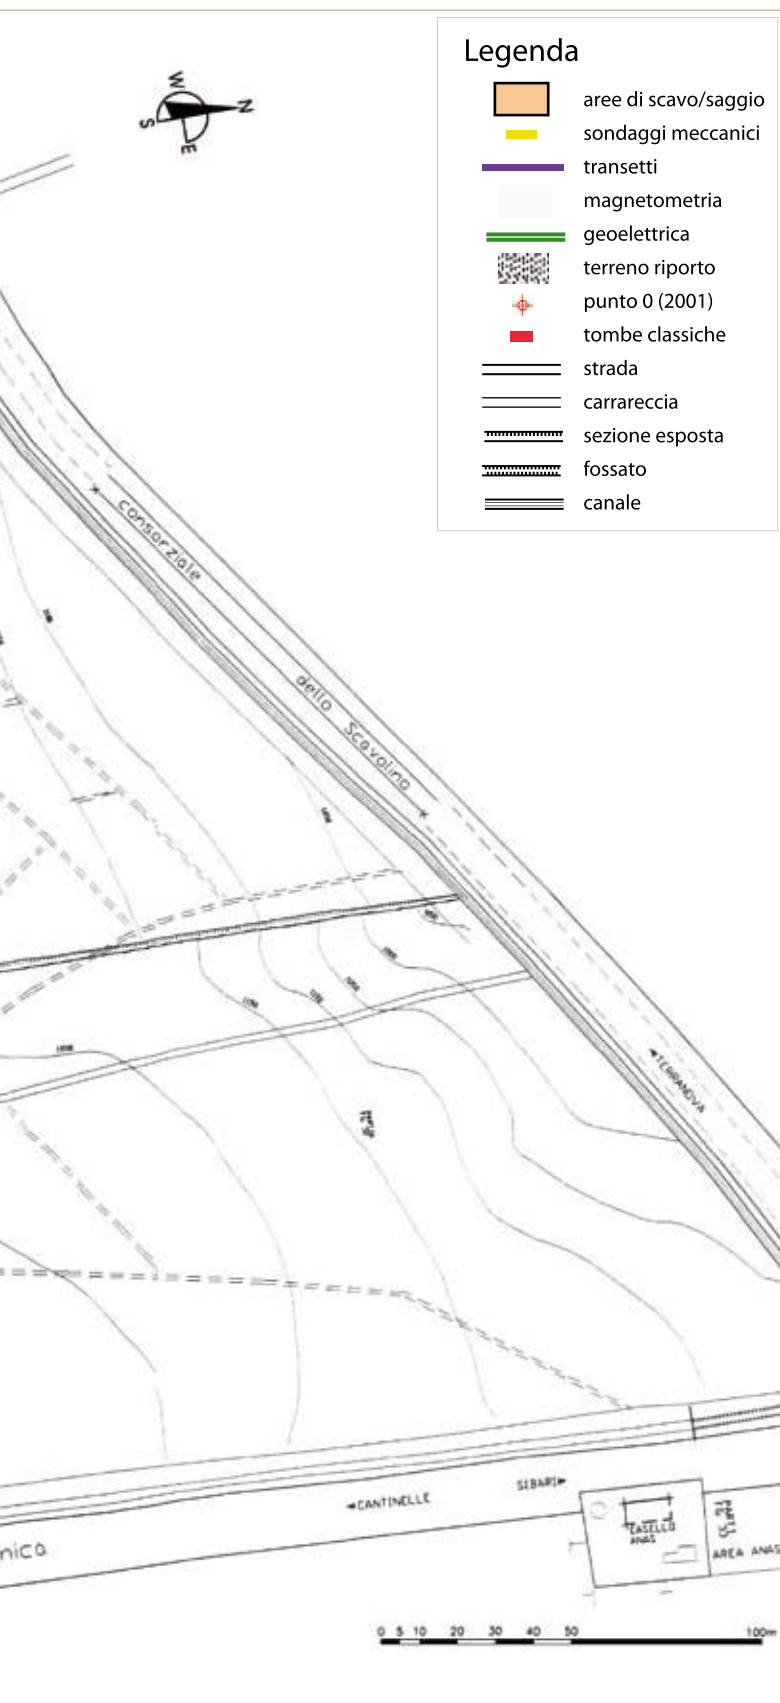 Legenda
aree di scavo/saggio
sondaggi meccanici
transetti
magnetometria
geoelettrica
terreno riporto
punto 0 (2001)
tombe classiche
strada
carrareccia
sezione esposta
fossato
canale
W
N
S
E
consorziale
dello Scavolino
TERRANOVA
SIBARI
CANTINELLE
CASELLO
ANAS
AREA ANAS
nica
0 5 10 20 30 40 50 100m